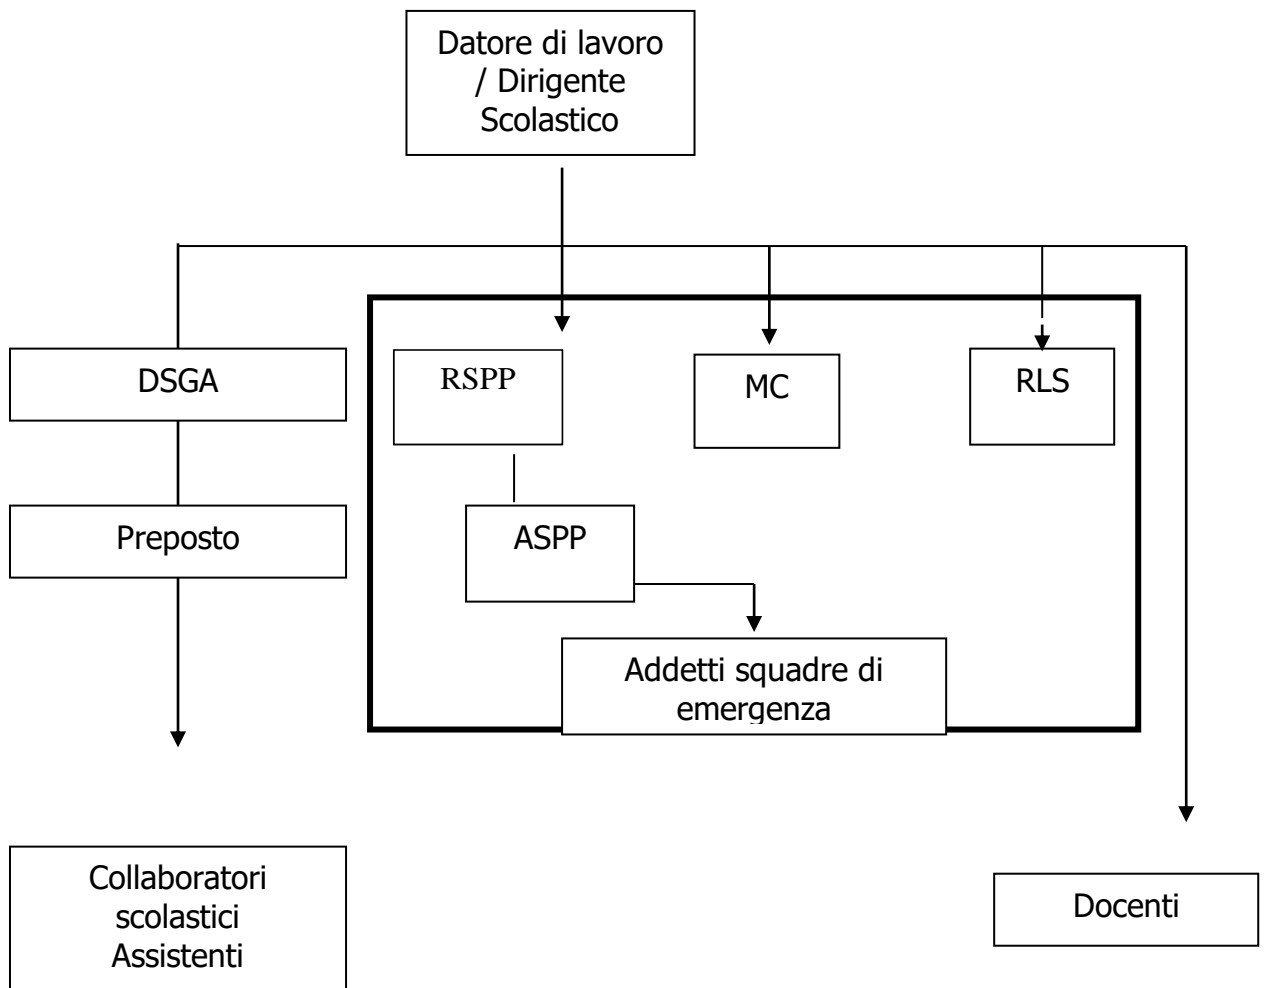 Datore di lavoro
/ Dirigente
Scolastico
DSGA
RSPP
MC
RLS
Preposto
ASPP
Addetti squadre di
emergenza
Collaboratori
scolastici
Assistenti
Docenti